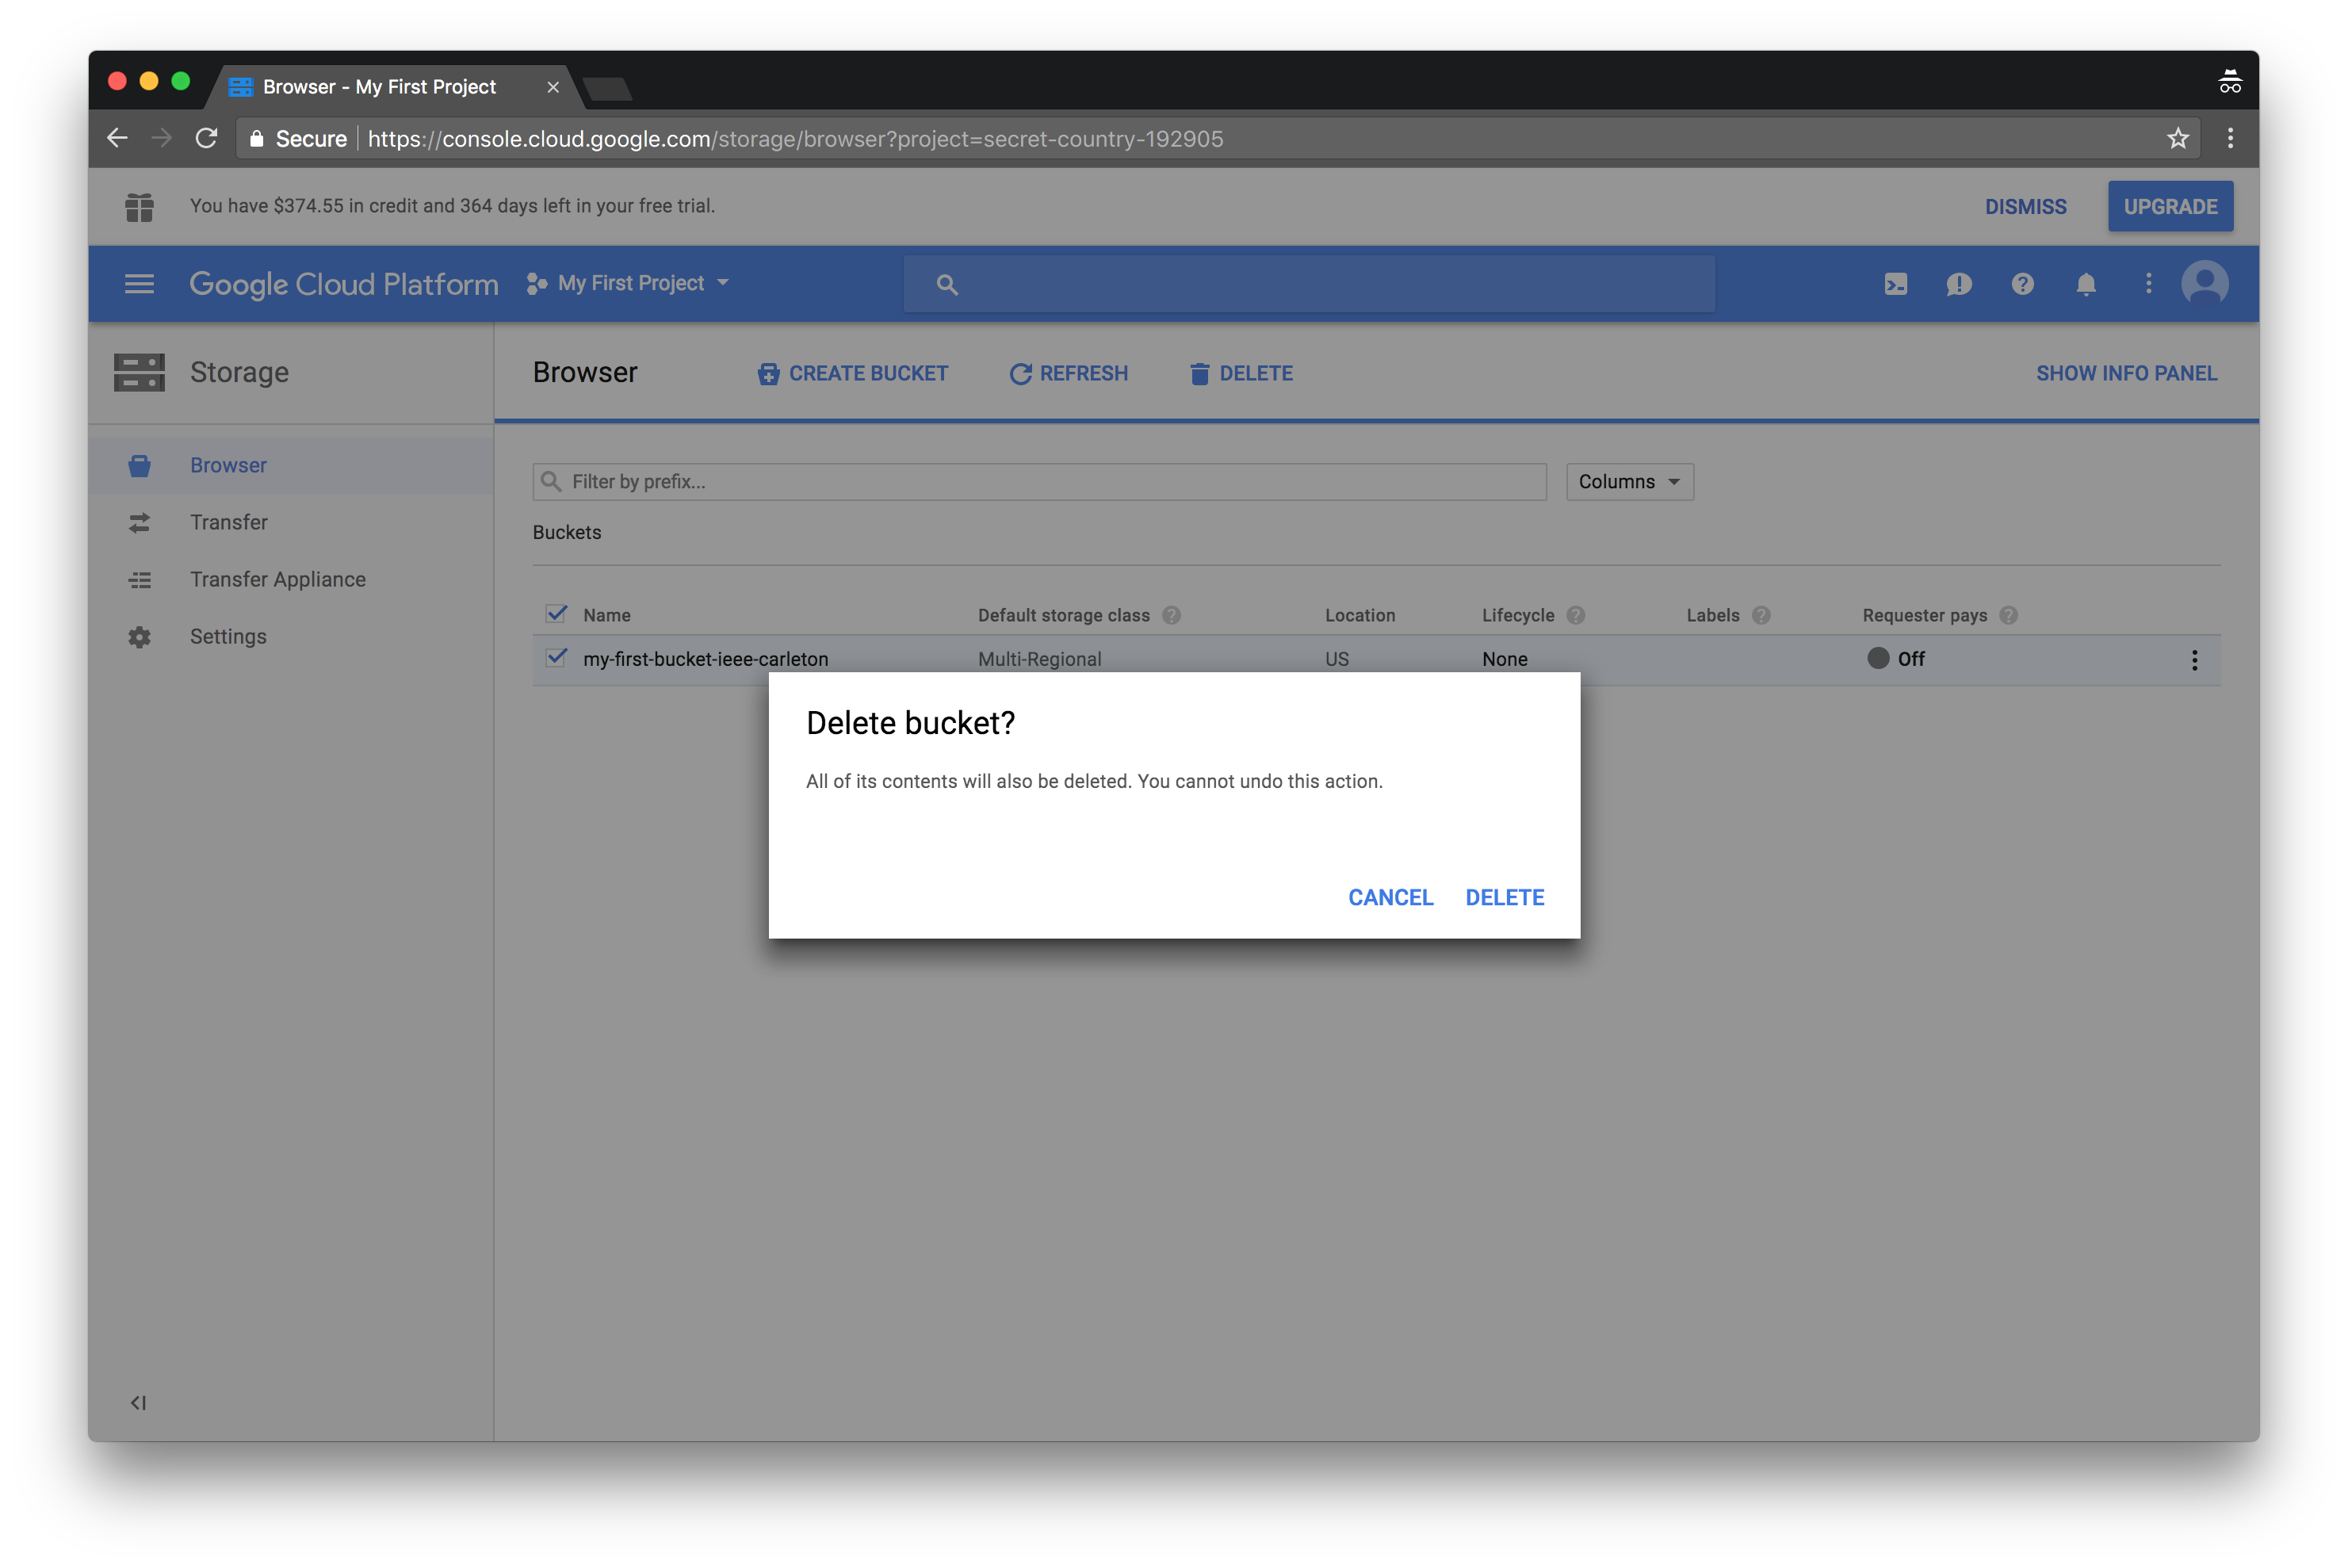 Browser - My First Project
Secure https://console.cloud.google.com/storage/browser?project=secret-country-192905
You have $374.55 in credit and 364 days left in your free trial.
DISMISS
UPGRADE
Google Cloud Platform
My First Project
Storage
Browser
CREATE BUCKET
REFRESH
DELETE
SHOW INFO PANEL
Browser
Transfer
Transfer Appliance
Settings
Filter by prefix...
Columns
Buckets
Name Default storage class Location Lifecycle Labels Requester pays
my-first-bucket-ieee-carleton Multi-Regional US None Off
Delete bucket?
All of its contents will also be deleted. You cannot undo this action.
CANCEL DELETE